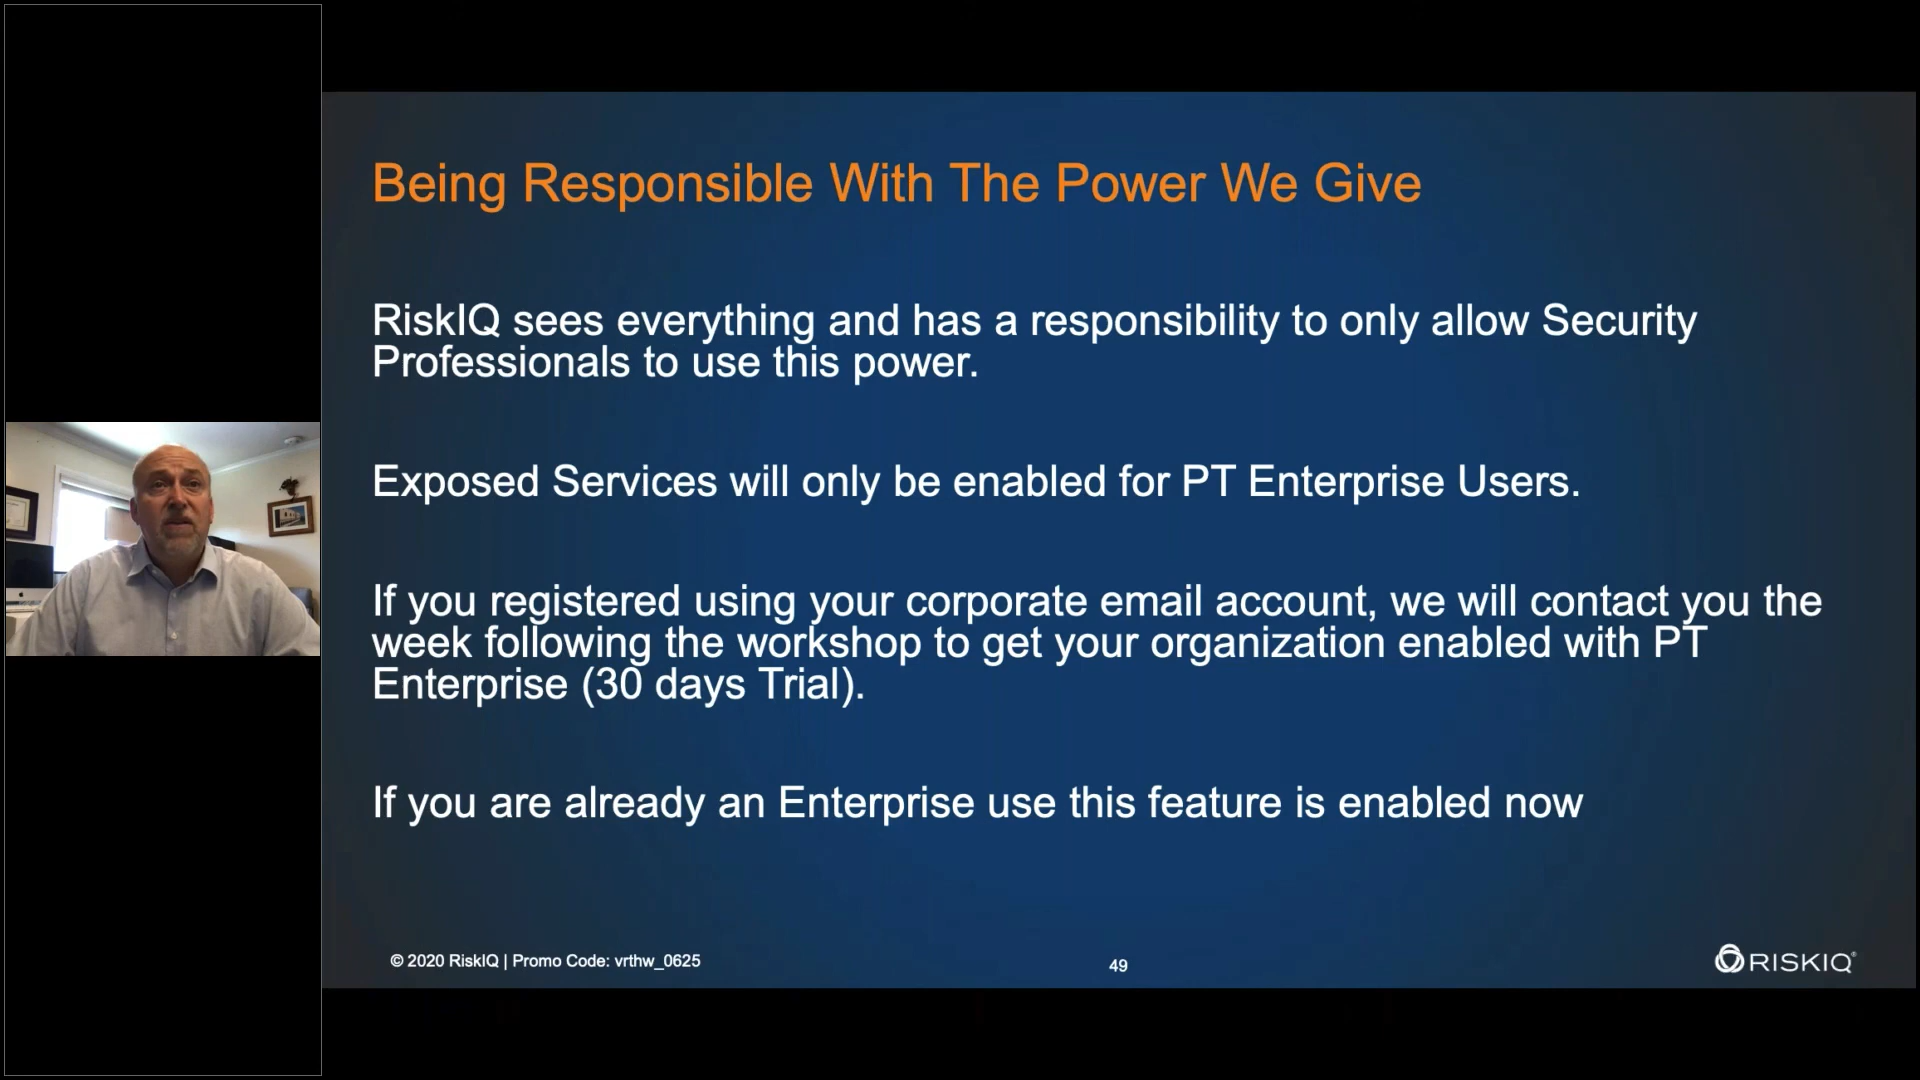 Being Responsible With The Power We Give
RiskIQ sees everything and has a responsibility to only allow Security
Professionals to use this power.
Exposed Services will only be enabled for PT Enterprise Users.
If you registered using your corporate email account, we will contact you the
week following the workshop to get your organization enabled with PT
Enterprise (30 days Trial).
If you are already an Enterprise use this feature is enabled now
© 2020 RiskIQ | Promo Code: vrthw_0625
49
RISKIQ®